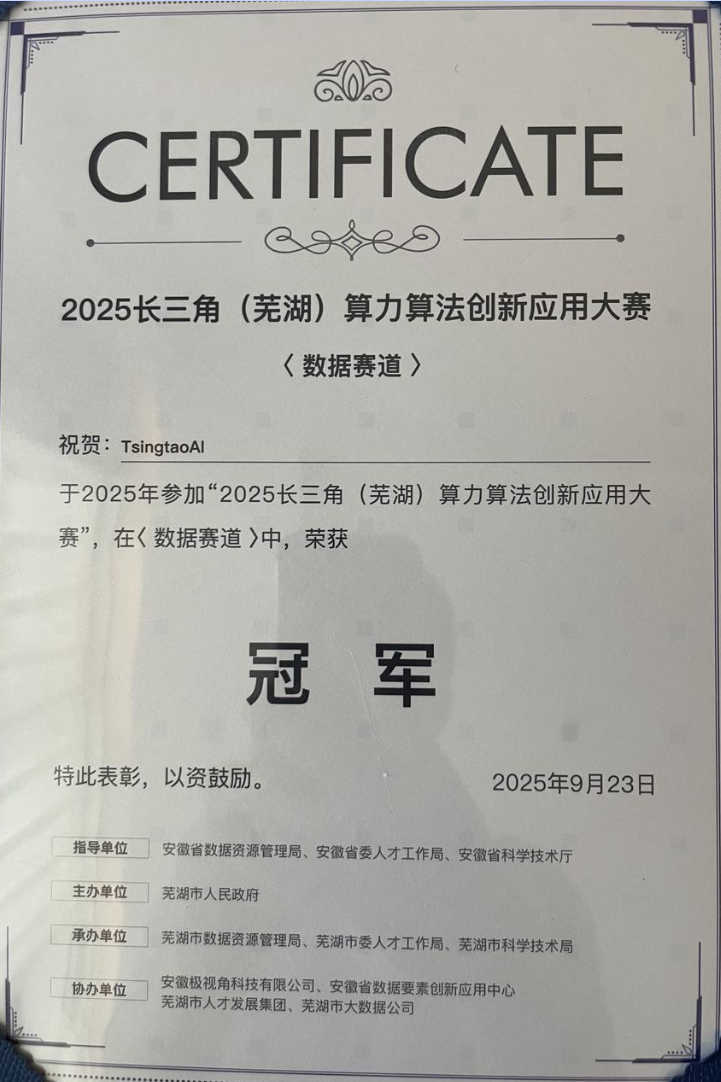 CERTIFICATE
2025长三角（芜湖）算力算法创新应用大赛
〈 数据赛道 〉
祝贺：TsingtaoAI
于2025年参加“2025长三角（芜湖）算力算法创新应用大
赛”，在〈 数据赛道 〉中，荣获
冠 军
特此表彰，以资鼓励。
2025年9月23日
指导单位 安徽省数据资源管理局、安徽省委人才工作局、安徽省科学技术厅
主办单位 芜湖市人民政府
承办单位 芜湖市数据资源管理局、芜湖市委人才工作局、芜湖市科学技术局
协办单位 安徽极视角科技有限公司、安徽省数据要素创新应用中心
芜湖市人才发展集团、芜湖市大数据公司